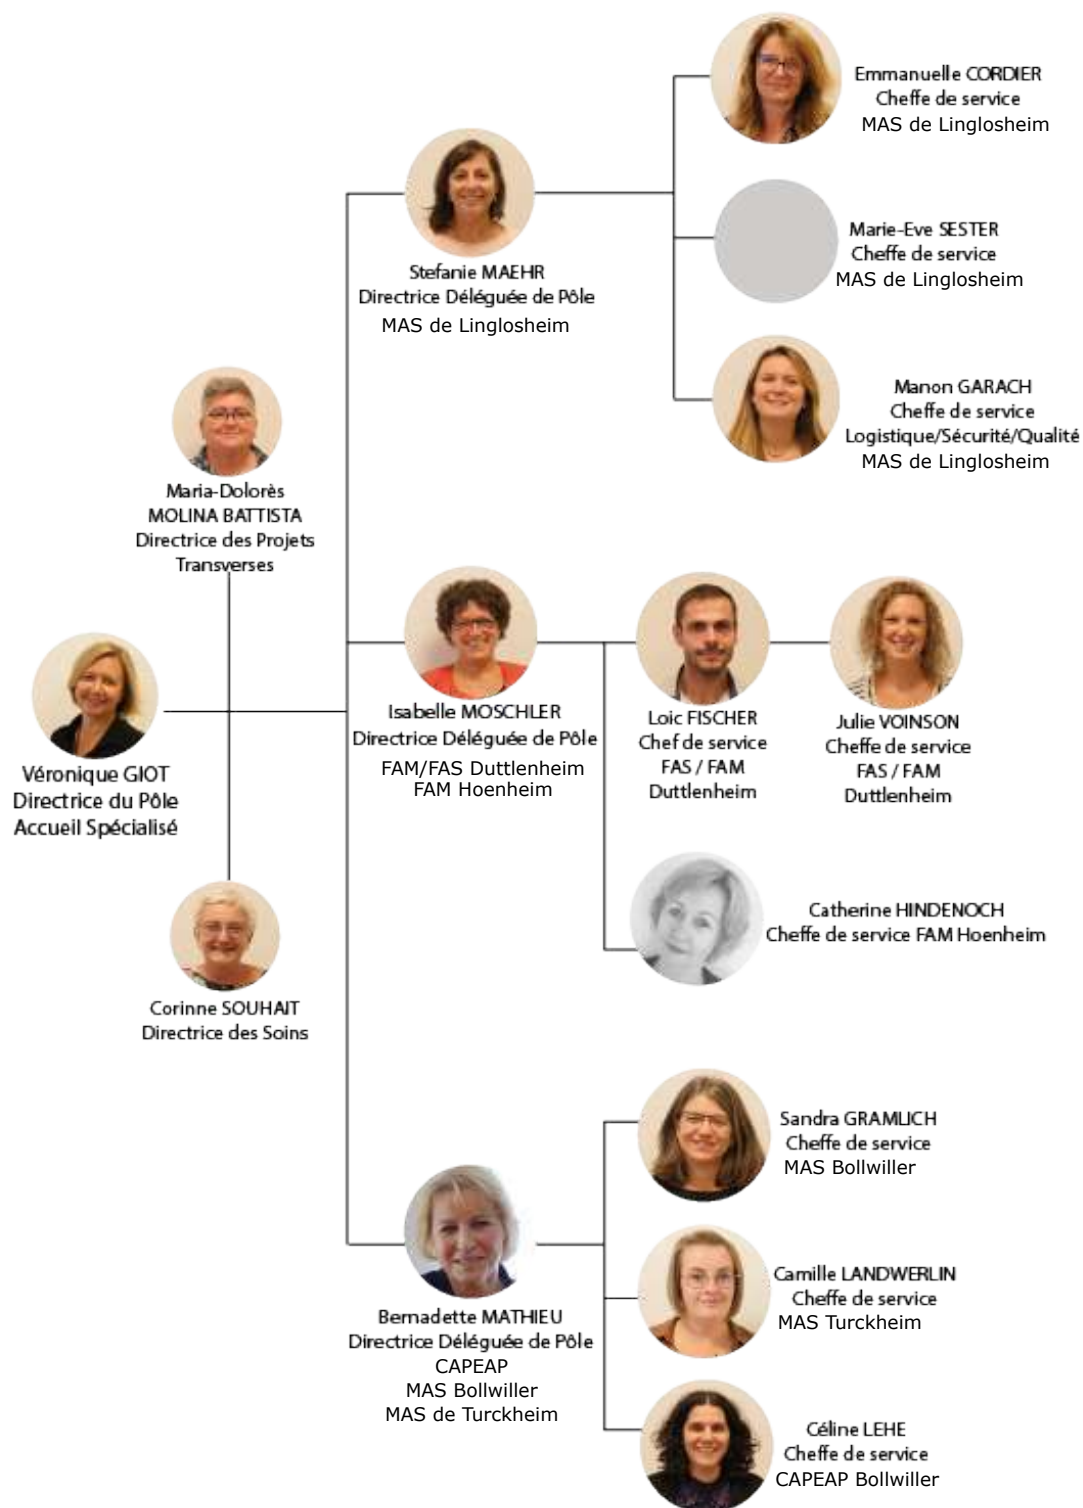 Emmanuelle CORDIER
Cheffe de service
MAS de Linglosheim
Marie-Eve SESTER
Cheffe de service
MAS de Linglosheim
Stefanie MAEHR
Directrice Déléguée de Pôle
MAS de Linglosheim
Manon GARACH
Cheffe de service
Logistique/Sécurité/Qualité
MAS de Linglosheim
Maria-Dolorès
MOLINA BATTISTA
Directrice des Projets
Transverses
Isabelle MOSCHLER
Directrice Déléguée de Pôle
FAM/FAS Duttlenheim
FAM Hoenheim
Loic FISCHER
Chef de service
FAS / FAM
Duttlenheim
Julie VOINSON
Cheffe de service
FAS / FAM
Duttlenheim
Véronique GIOT
Directrice du Pôle
Accueil Spécialisé
Catherine HINDENOCH
Cheffe de service FAM Hoenheim
Corinne SOUHAIT
Directrice des Soins
Sandra GRAMLICH
Cheffe de service
MAS Bollwiller
Camille LANDWERLIN
Cheffe de service
MAS Turckheim
Bernadette MATHIEU
Directrice Déléguée de Pôle
CAPEAP
MAS Bollwiller
MAS de Turckheim
Céline LEHE
Cheffe de service
CAPEAP Bollwiller